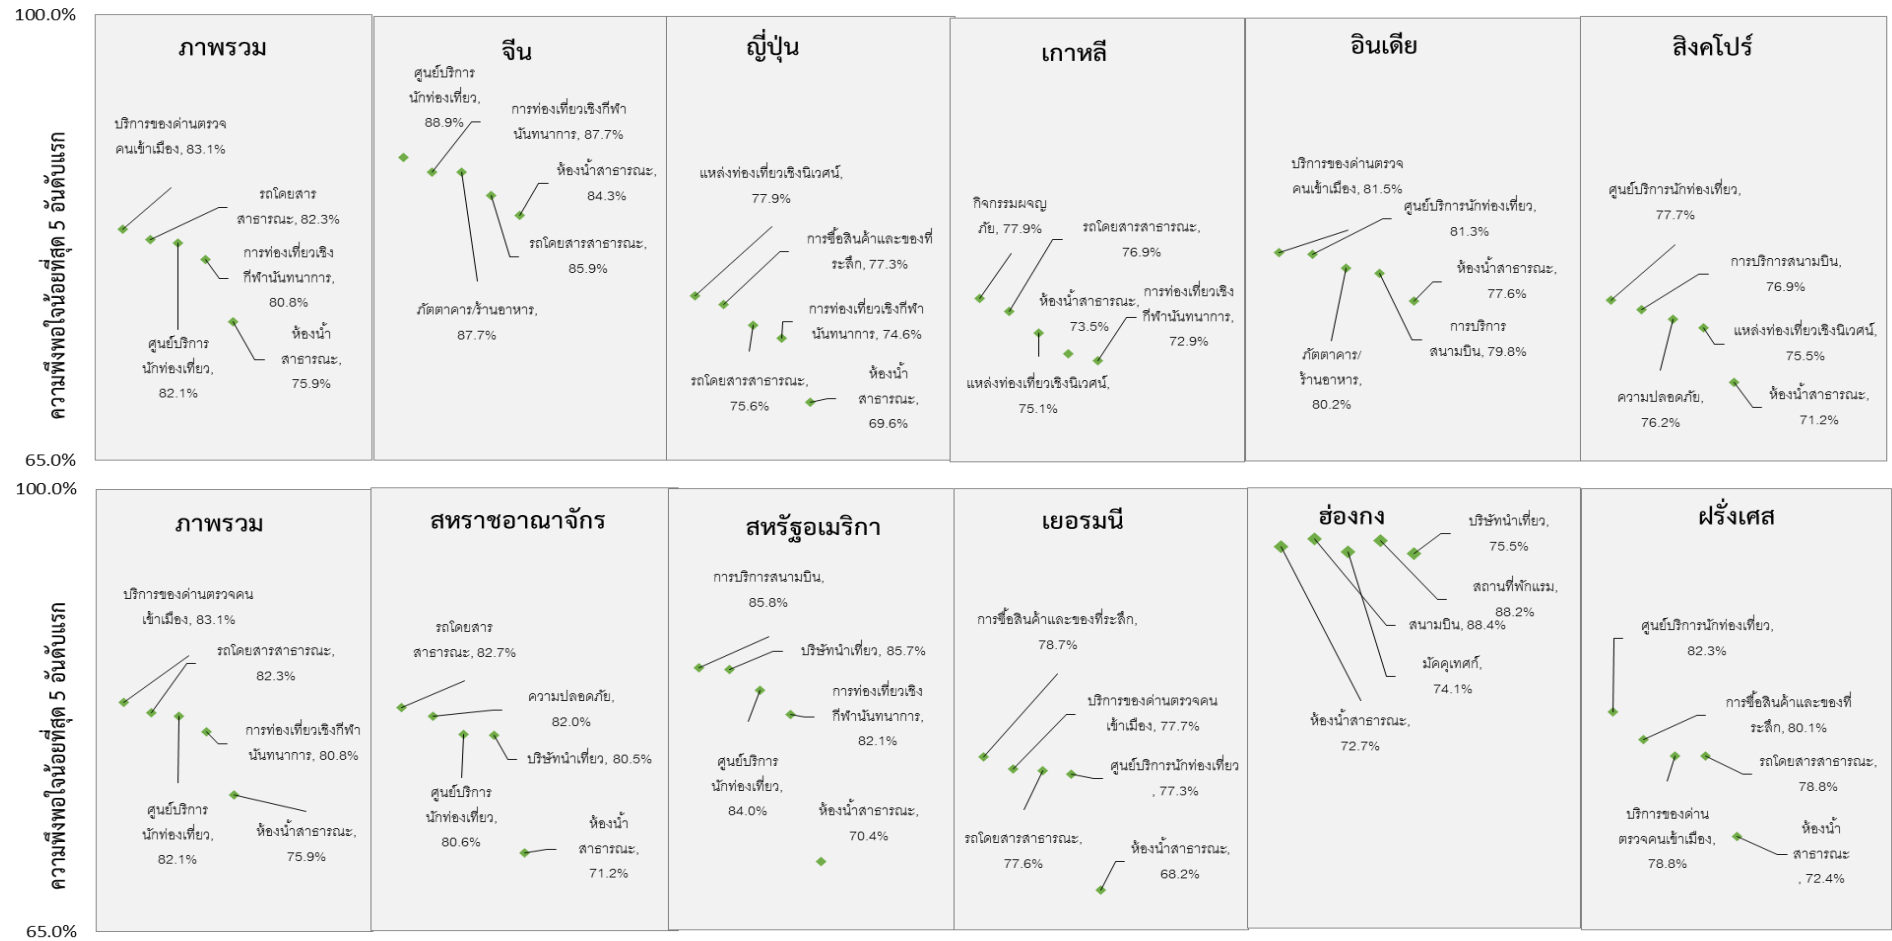 100.0%
65.0%
ความพึงพอใจน้อยที่สุด 5 อันดับแรก
ภาพรวม
บริการของด่านตรวจ
คนเข้าเมือง, 83.1%
รถโดยสาร
สาธารณะ, 82.3%
การท่องเที่ยวเชิง
กีฬานันทนาการ,
80.8%
ศูนย์บริการ
นักท่องเที่ยว,
82.1%
ห้องน้ำ
สาธารณะ,
75.9%
จีน
ศูนย์บริการ
นักท่องเที่ยว,
88.9%
การท่องเที่ยวเชิงกีฬา
นันทนาการ, 87.7%
ห้องน้ำสาธารณะ,
84.3%
รถโดยสารสาธารณะ,
85.9%
ภัตตาคาร/ร้านอาหาร,
87.7%
ญี่ปุ่น
แหล่งท่องเที่ยวเชิงนิเวศน์,
77.9%
การซื้อสินค้าและของที่
ระลึก, 77.3%
การท่องเที่ยวเชิงกีฬา
นันทนาการ, 74.6%
รถโดยสารสาธารณะ,
75.6%
ห้องน้ำ
สาธารณะ,
69.6%
เกาหลี
กิจกรรมผจญ
ภัย, 77.9%
รถโดยสารสาธารณะ,
76.9%
ห้องน้ำสาธารณะ,
73.5%
การท่องเที่ยวเชิง
กีฬานันทนาการ,
72.9%
แหล่งท่องเที่ยวเชิงนิเวศน์,
75.1%
อินเดีย
บริการของด่านตรวจ
คนเข้าเมือง, 81.5%
ศูนย์บริการนักท่องเที่ยว,
81.3%
ห้องน้ำสาธารณะ,
77.6%
การบริการ
สนามบิน, 79.8%
ภัตตาคาร/
ร้านอาหาร,
80.2%
สิงคโปร์
ศูนย์บริการนักท่องเที่ยว,
77.7%
การบริการสนามบิน,
76.9%
แหล่งท่องเที่ยวเชิงนิเวศน์,
75.5%
ความปลอดภัย,
76.2%
ห้องน้ำสาธารณะ,
71.2%
100.0%
65.0%
ความพึงพอใจน้อยที่สุด 5 อันดับแรก
ภาพรวม
บริการของด่านตรวจคน
เข้าเมือง, 83.1%
รถโดยสารสาธารณะ,
82.3%
การท่องเที่ยวเชิงกีฬา
นันทนาการ, 80.8%
ศูนย์บริการ
นักท่องเที่ยว,
82.1%
ห้องน้ำสาธารณะ,
75.9%
สหราชอาณาจักร
รถโดยสาร
สาธารณะ, 82.7%
ความปลอดภัย,
82.0%
บริษัทนำเที่ยว, 80.5%
ศูนย์บริการ
นักท่องเที่ยว,
80.6%
ห้องน้ำ
สาธารณะ,
71.2%
สหรัฐอเมริกา
การบริการสนามบิน,
85.8%
บริษัทนำเที่ยว, 85.7%
การท่องเที่ยวเชิง
กีฬานันทนาการ,
82.1%
ศูนย์บริการ
นักท่องเที่ยว,
84.0%
ห้องน้ำสาธารณะ,
70.4%
เยอรมนี
การซื้อสินค้าและของที่ระลึก,
78.7%
บริการของด่านตรวจคน
เข้าเมือง, 77.7%
ศูนย์บริการนักท่องเที่ยว
, 77.3%
รถโดยสารสาธารณะ,
77.6%
ห้องน้ำสาธารณะ,
68.2%
ฮ่องกง
บริษัทนำเที่ยว,
75.5%
สถานที่พักแรม,
88.2%
สนามบิน, 88.4%
มัคคุเทศก์,
74.1%
ห้องน้ำสาธารณะ,
72.7%
ฝรั่งเศส
ศูนย์บริการนักท่องเที่ยว,
82.3%
การซื้อสินค้าและของที่
ระลึก, 80.1%
รถโดยสารสาธารณะ,
78.8%
บริการของด่าน
ตรวจคนเข้าเมือง,
78.8%
ห้องน้ำ
สาธารณะ
, 72.4%